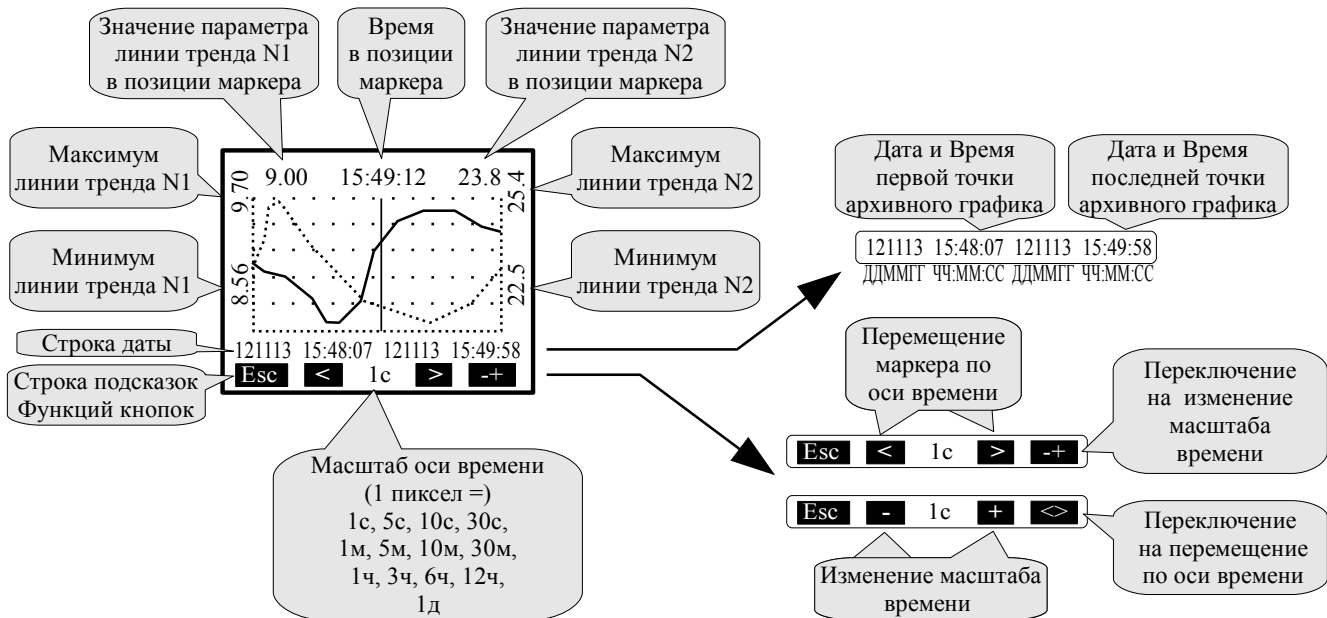 Значение параметра
линии тренда N1
в позиции маркера
Время
в позиции
маркера
Значение параметра
линии тренда N2
в позиции маркера
Максимум
линии тренда N1
Минимум
линии тренда N1
Строка даты
Строка подсказок
Функций кнопок
9.70
8.56
9.00 15:49:12 23.8
25.4
22.5
121113 15:48:07 121113 15:49:58
Esc < 1с > -+
Максимум
линии тренда N2
Минимум
линии тренда N2
Масштаб оси времени
(1 пиксел =)
1с, 5с, 10с, 30с,
1м, 5м, 10м, 30м,
1ч, 3ч, 6ч, 12ч,
1д
Дата и Время
первой точки
архивного графика
Дата и Время
последней точки
архивного графика
121113 15:48:07 121113 15:49:58
ДДММГГ ЧЧ:ММ:СС ДДММГГ ЧЧ:ММ:СС
Перемещение
маркера по
оси времени
Esc < 1с > -+
Переключение
на изменение
масштаба
времени
Esc - 1с + <>
Изменение масштаба
времени
Переключение
на перемещение
по оси времени